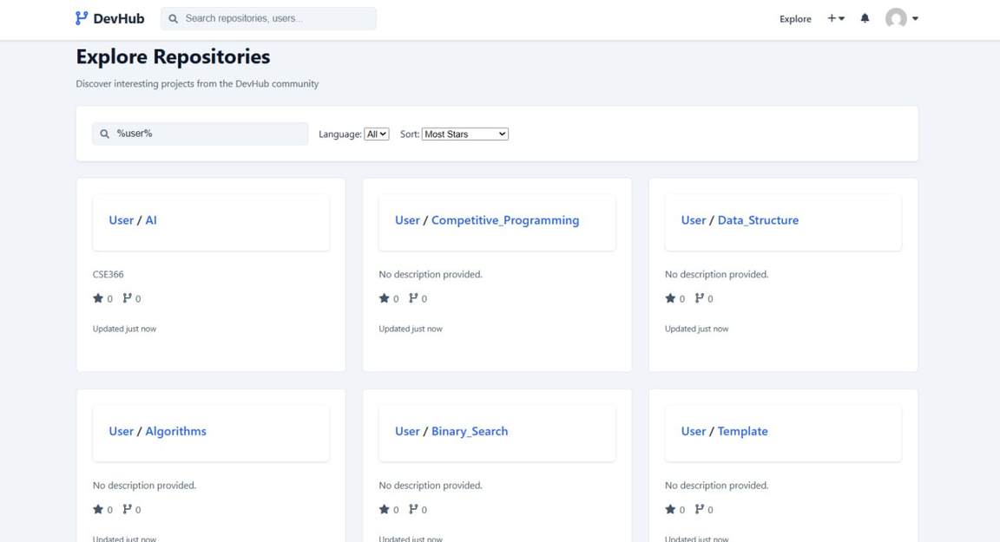 DevHub Search repositories, users... Explore
Explore Repositories
Discover interesting projects from the DevHub community
%user% Language: All Sort: Most Stars
User / AI
CSE366
0 0
Updated just now
User / Competitive_Programming
No description provided.
0 0
Updated just now
User / Data_Structure
No description provided.
0 0
Updated just now
User / Algorithms
No description provided.
0 0
Updated just now
User / Binary_Search
No description provided.
0 0
Updated just now
User / Template
No description provided.
0 0
Updated just now